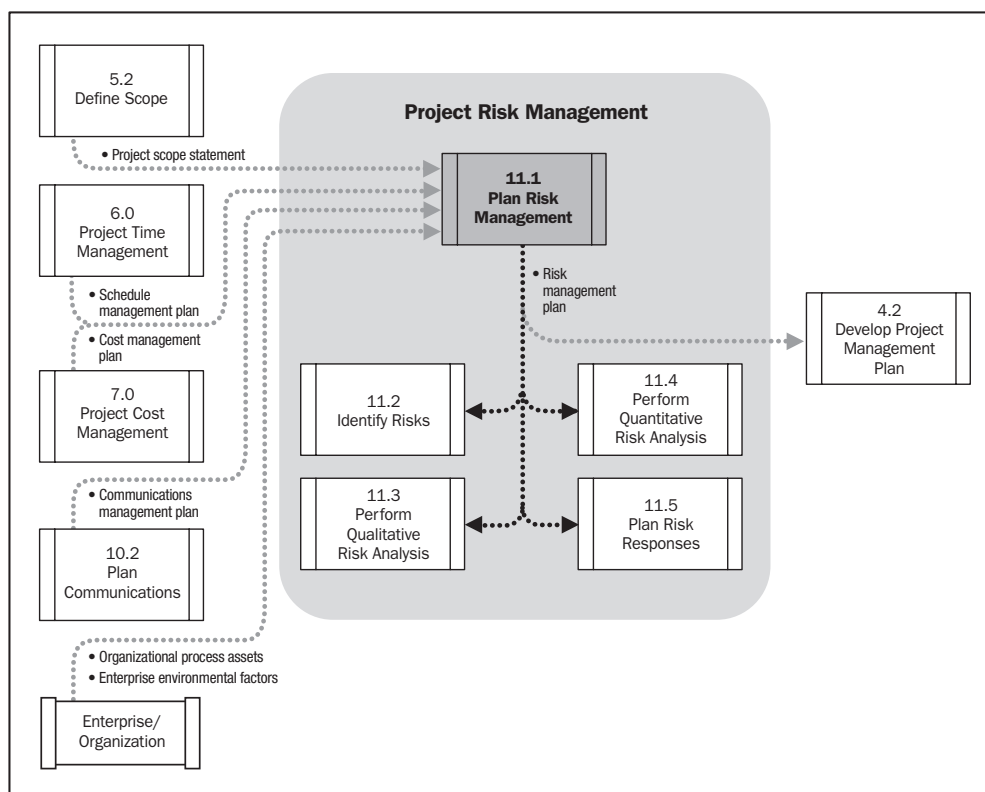 5.2
Define Scope
• Project scope statement
6.0
Project Time
Management
• Schedule
management plan
• Cost management
plan
7.0
Project Cost
Management
• Communications
management plan
10.2
Plan
Communications
• Organizational process assets
• Enterprise environmental factors
Enterprise/
Organization
Project Risk Management
11.1
Plan Risk
Management
• Risk
management
plan
11.2
Identify Risks
11.4
Perform
Quantitative
Risk Analysis
11.3
Perform
Qualitative
Risk Analysis
11.5
Plan Risk
Responses
4.2
Develop Project
Management
Plan